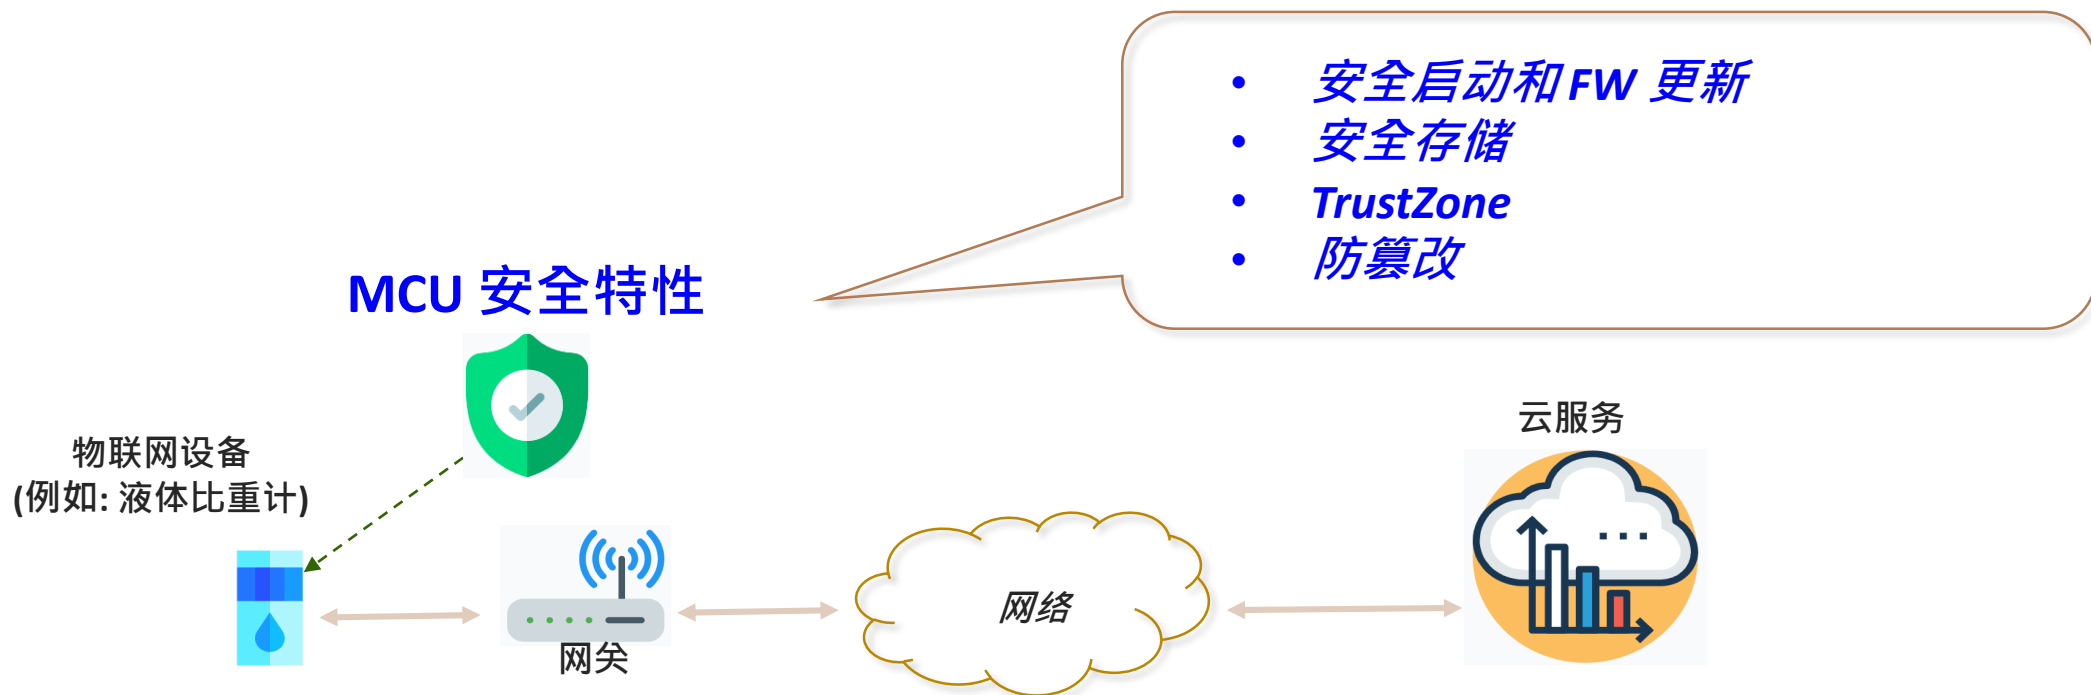 • 安全启动和 FW 更新
• 安全存储
• TrustZone
• 防篡改
MCU 安全特性
云服务
物联网设备
(例如: 液体比重计)
网络
网关